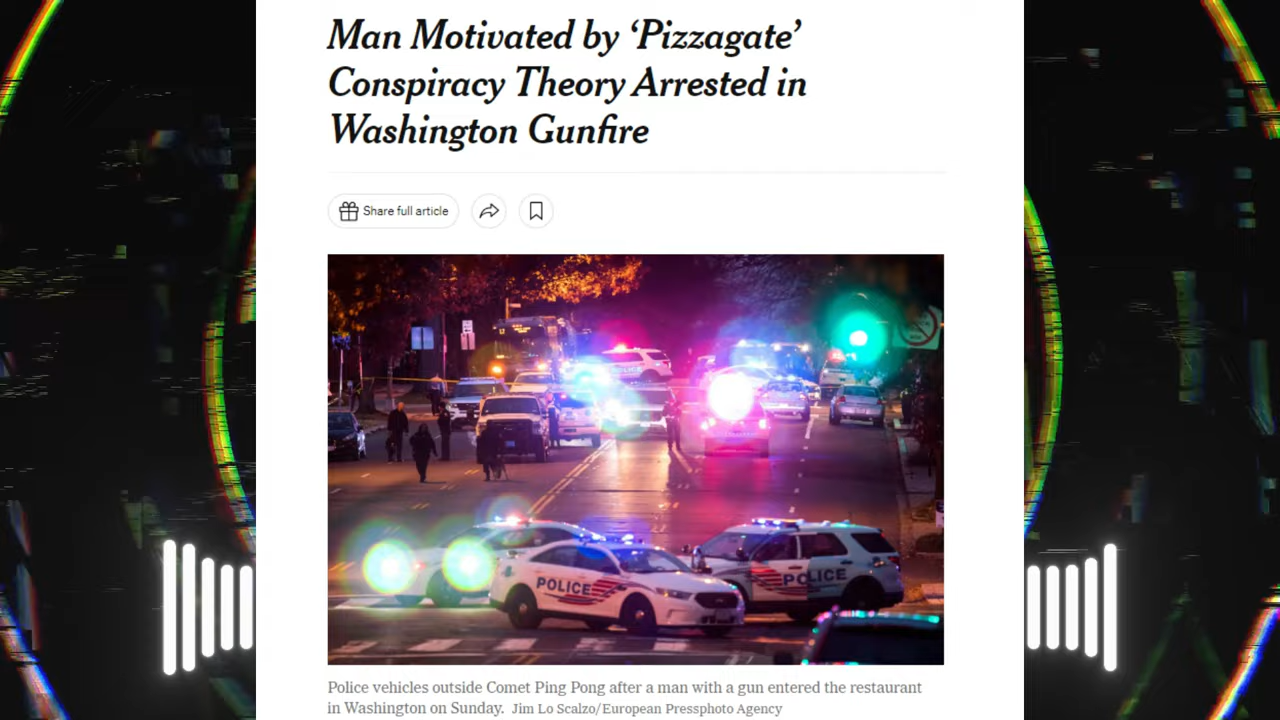 Man Motivated by ‘Pizzagate’
Conspiracy Theory Arrested in
Washington Gunfire
Share full article
POLICE
POLICE
POLICE
Police vehicles outside Comet Ping Pong after a man with a gun entered the restaurant
in Washington on Sunday. Jim Lo Scalzo/European Pressphoto Agency